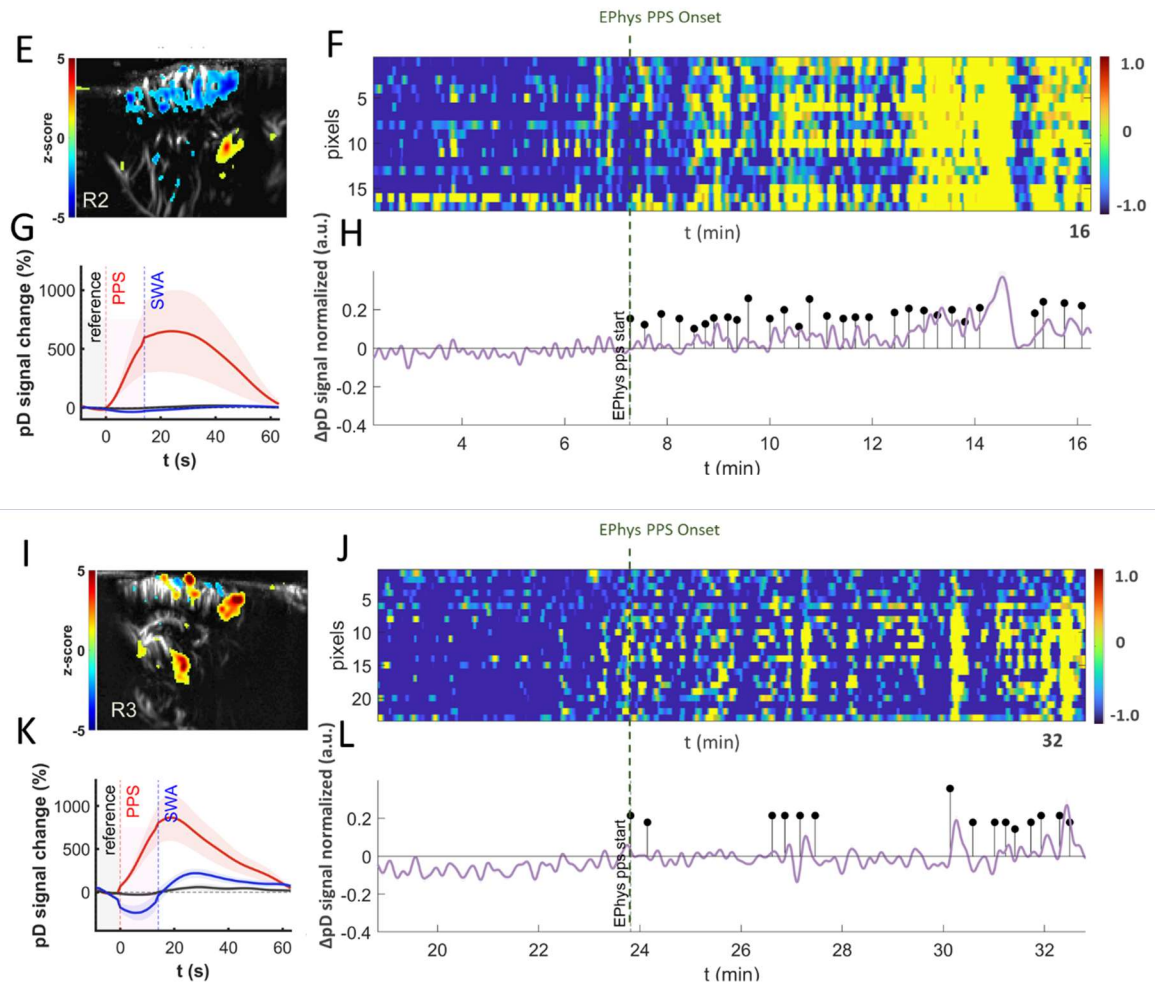 EPhys PPS Onset
E
5
0
-5
z-score
R2
F
5
10
15
pixels
t (min)
16
1.0
0
-1.0
G
1000
500
0
pD signal change (%)
reference
PPS
SWA
0 20 40 60
t (s)
H
0.2
0
-0.2
-0.4
ΔpD signal normalized (a.u.)
EPhys pps start
4 6 8 10 12 14 16
t (min)
EPhys PPS Onset
I
5
0
-5
z-score
R3
J
5
10
15
20
pixels
t (min)
32
1.0
0
-1.0
K
1000
500
0
pD signal change (%)
reference
PPS
SWA
0 20 40 60
t (s)
L
0.2
0
-0.2
-0.4
ΔpD signal normalized (a.u.)
EPhys pps start
20 22 24 26 28 30 32
t (min)